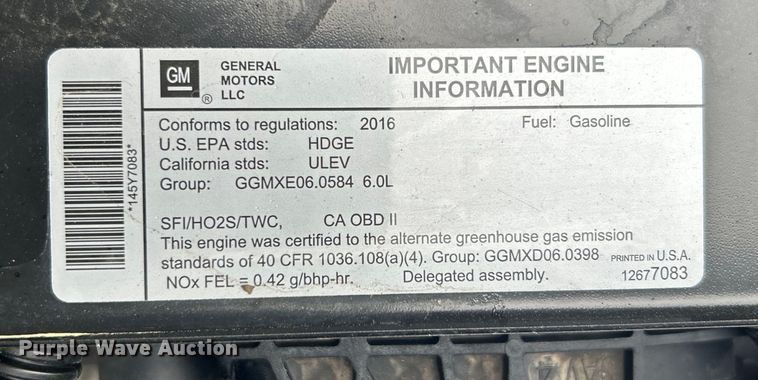 *145Y7083*
GM
®
GENERAL
MOTORS
LLC
IMPORTANT ENGINE
INFORMATION
Conforms to regulations: 2016 Fuel: Gasoline
U.S. EPA stds: HDGE
California stds: ULEV
Group: GGMXE06.0584 6.0L
SFI/HO2S/TWC, CA OBD II
This engine was certified to the alternate greenhouse gas emission
standards of 40 CFR 1036.108(a)(4). Group: GGMXD06.0398 PRINTED IN U.S.A.
NOx FEL = 0.42 g/bhp-hr. Delegated assembly. 12677083
Purple Wave Auction